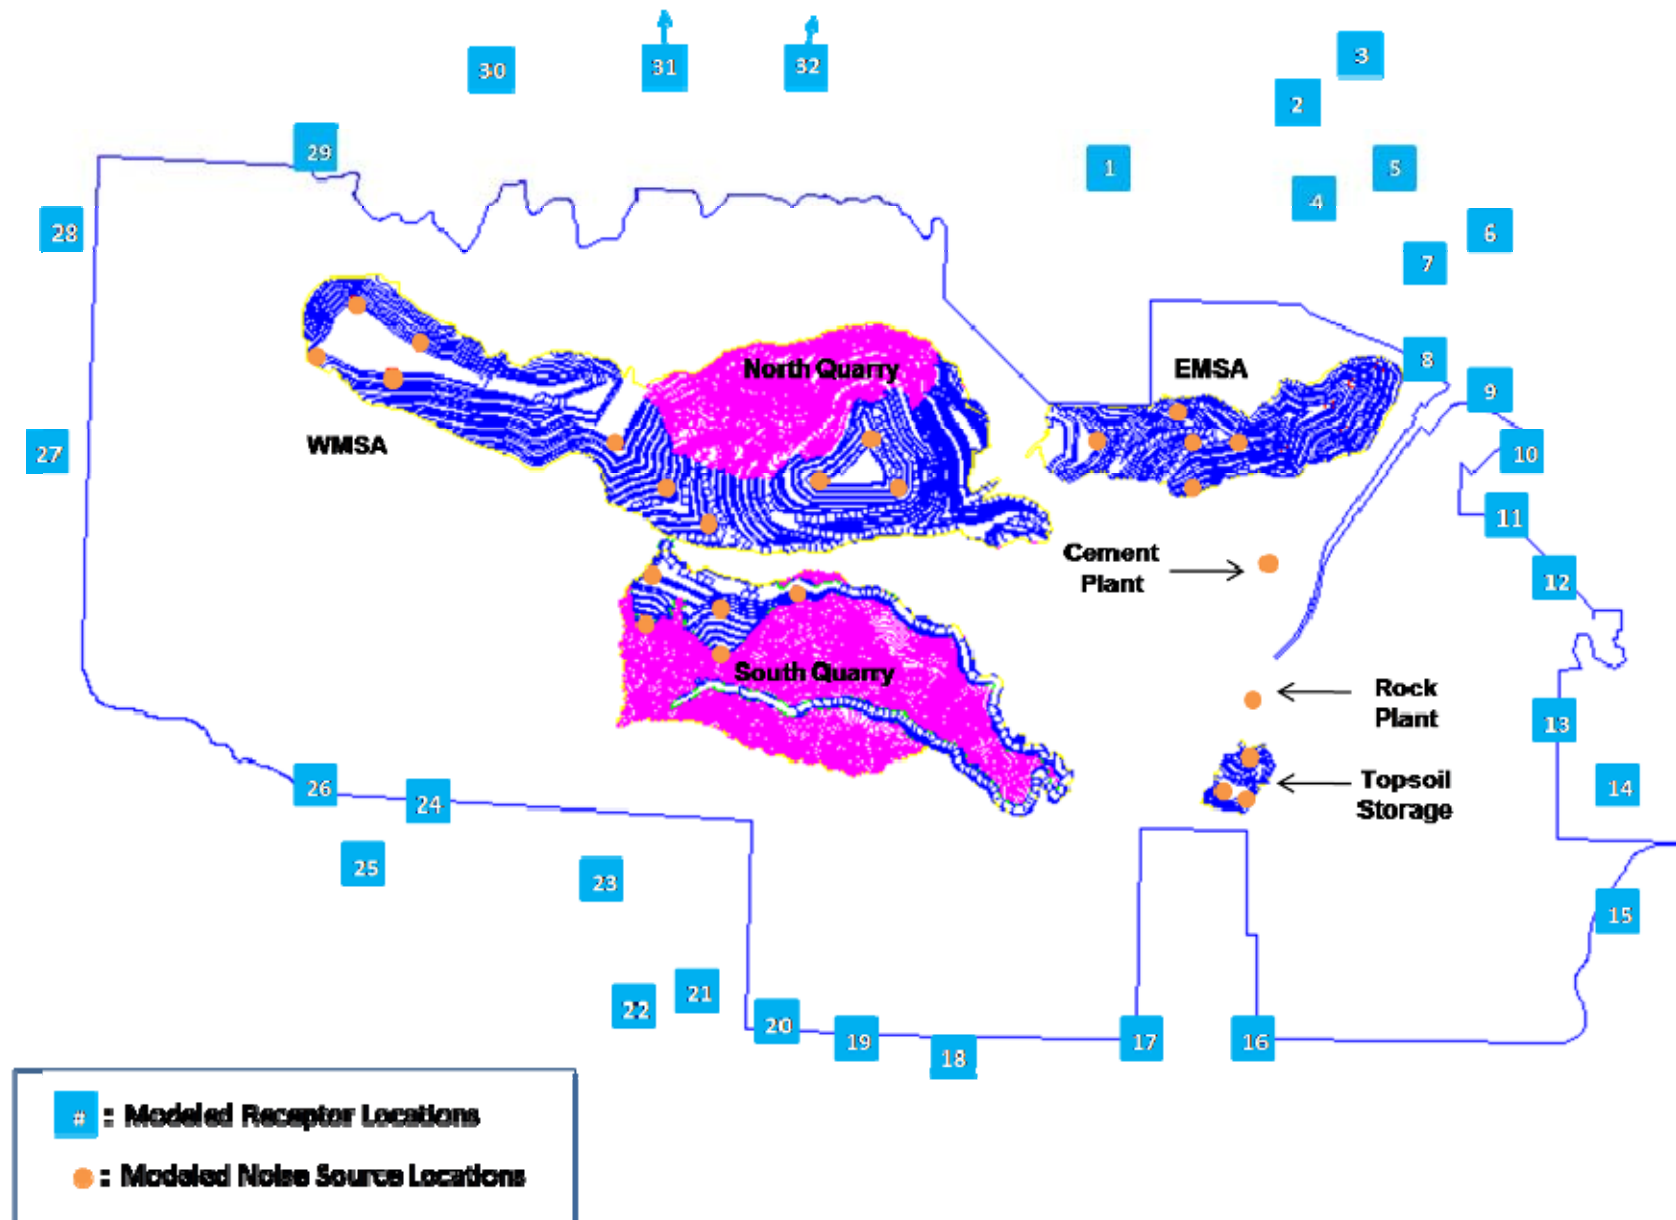 3
30
31
32
2
29
1
5
4
28
6
7
North Quarry
EMSA
8
9
WMSA
27
10
11
Cement
Plant
12
South Quarry
Rock
Plant
13
26
24
Topsoil
Storage
14
25
23
15
22
21
20
19
18
17
16
# : Modeled Receptor Locations
: Modeled Noise Source Locations